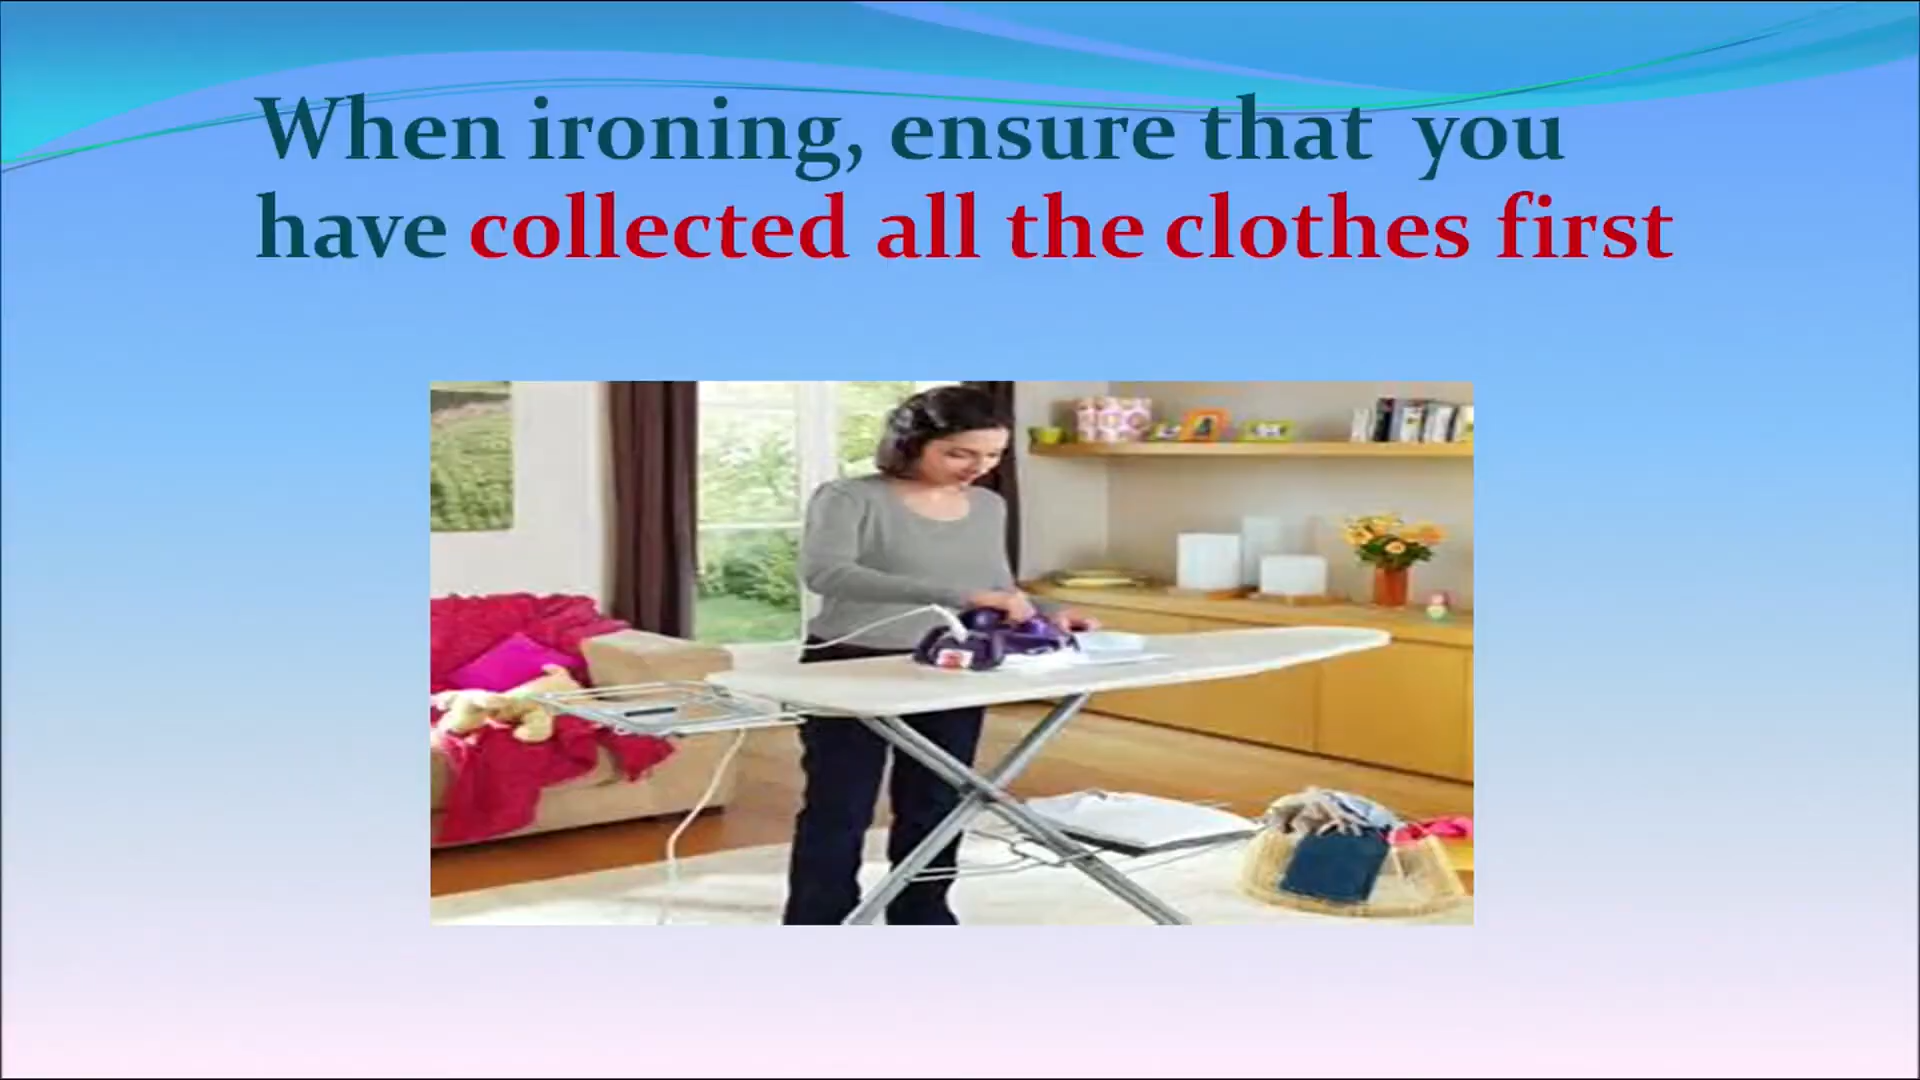 When ironing, ensure that you
have collected all the clothes first